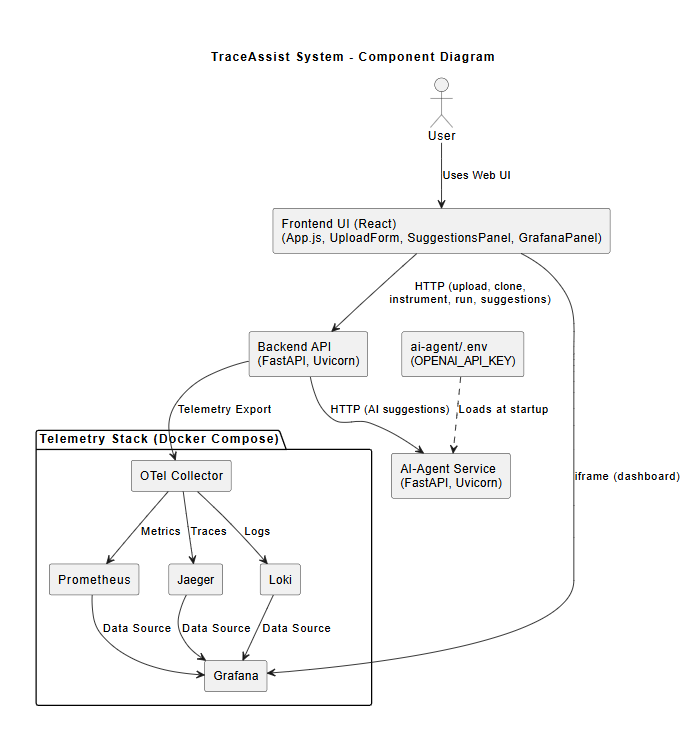 TraceAssist System - Component Diagram
User
Uses Web UI
Frontend UI (React)
(App.js, UploadForm, SuggestionsPanel, GrafanaPanel)
HTTP (upload, clone,
instrument, run, suggestions)
Backend API
(FastAPI, Uvicorn)
ai-agent/.env
(OPENAI_API_KEY)
Telemetry Export
HTTP (AI suggestions)
Loads at startup
Telemetry Stack (Docker Compose)
OTel Collector
AI-Agent Service
(FastAPI, Uvicorn)
iframe (dashboard)
Metrics
Traces
Logs
Prometheus
Jaeger
Loki
Data Source
Data Source
Data Source
Grafana